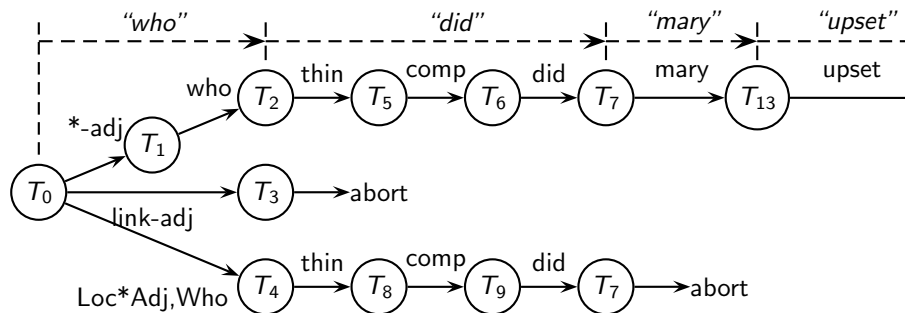 “who” “did” “mary” “upset”
who thin comp did mary upset
T2 T5 T6 T7 T13
*-adj T1
T0 T3 abort
link-adj
thin comp did
Loc*Adj,Who T4 T8 T9 T7 abort